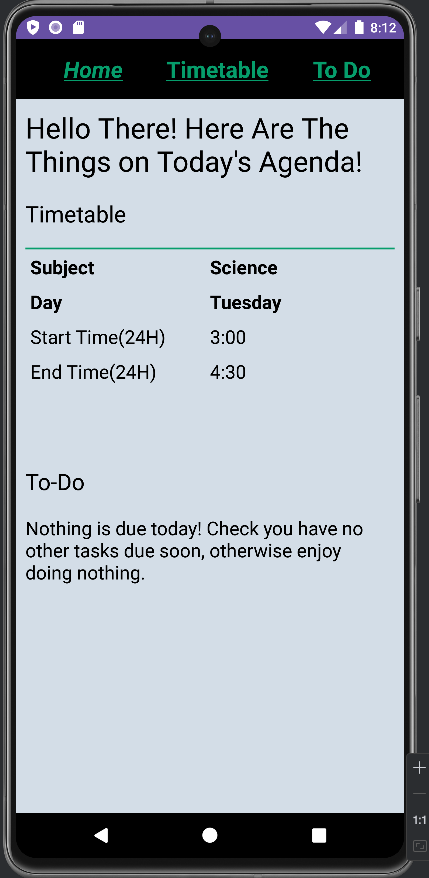 8:12
Home Timetable To Do
Hello There! Here Are The
Things on Today's Agenda!
Timetable
Subject Science
Day Tuesday
Start Time(24H) 3:00
End Time(24H) 4:30
To-Do
Nothing is due today! Check you have no
other tasks due soon, otherwise enjoy
doing nothing.
1:1